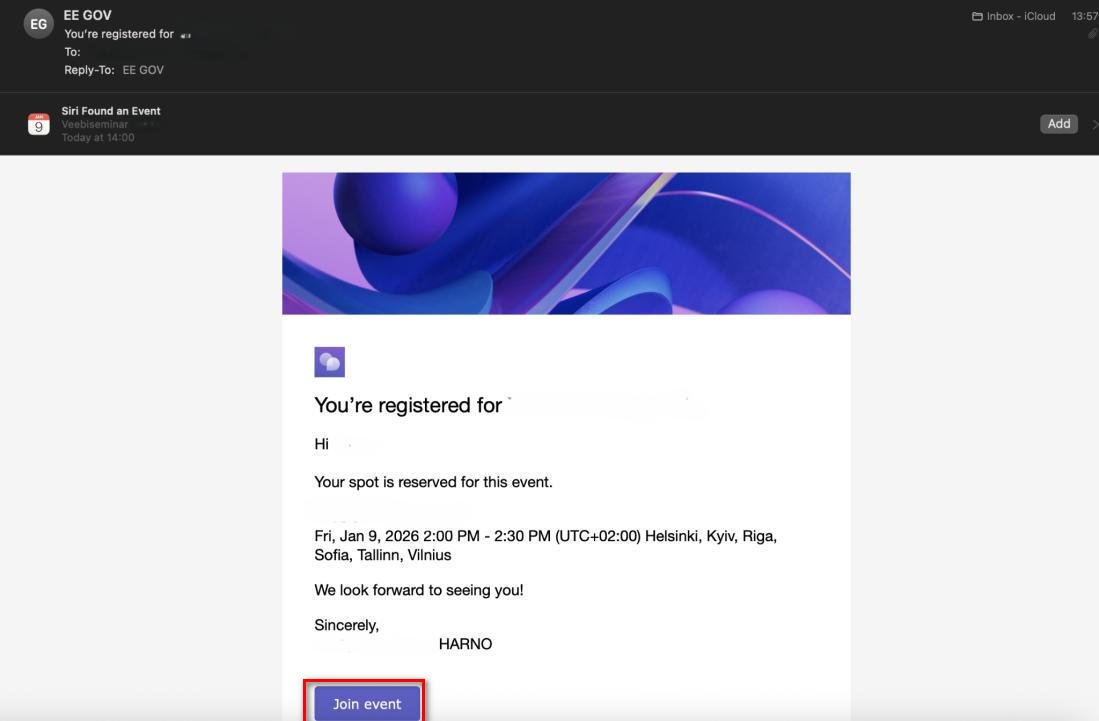 EG
EE GOV
Inbox - iCloud 13:57
You're registered for
To:
Reply-To: EE GOV
JAN
9
Siri Found an Event
Veebiseminar
Today at 14:00
Add
You're registered for
Hi
Your spot is reserved for this event.
Fri, Jan 9, 2026 2:00 PM - 2:30 PM (UTC+02:00) Helsinki, Kyiv, Riga,
Sofia, Tallinn, Vilnius
We look forward to seeing you!
Sincerely,
HARNO
Join event